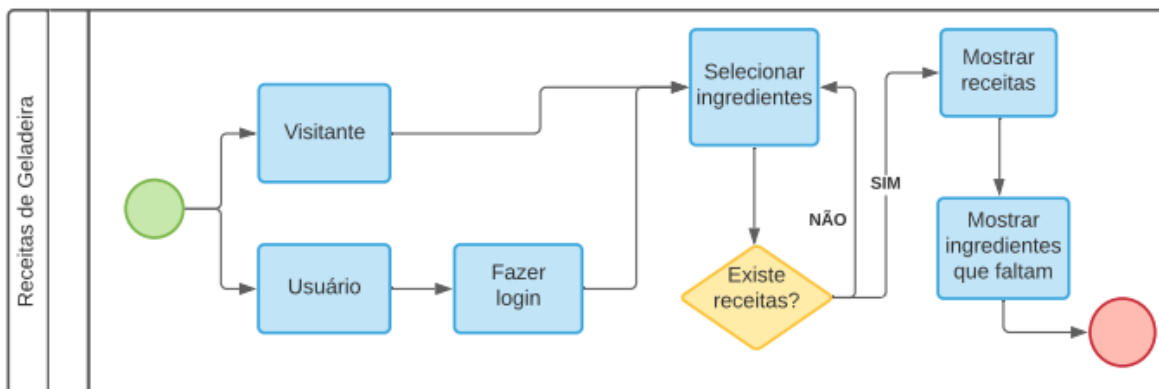 Receitas de Geladeira
Visitante
Usuário
Fazer
login
Selecionar
ingredientes
Existe
receitas?
NÃO
SIM
Mostrar
receitas
Mostrar
ingredientes
que faltam